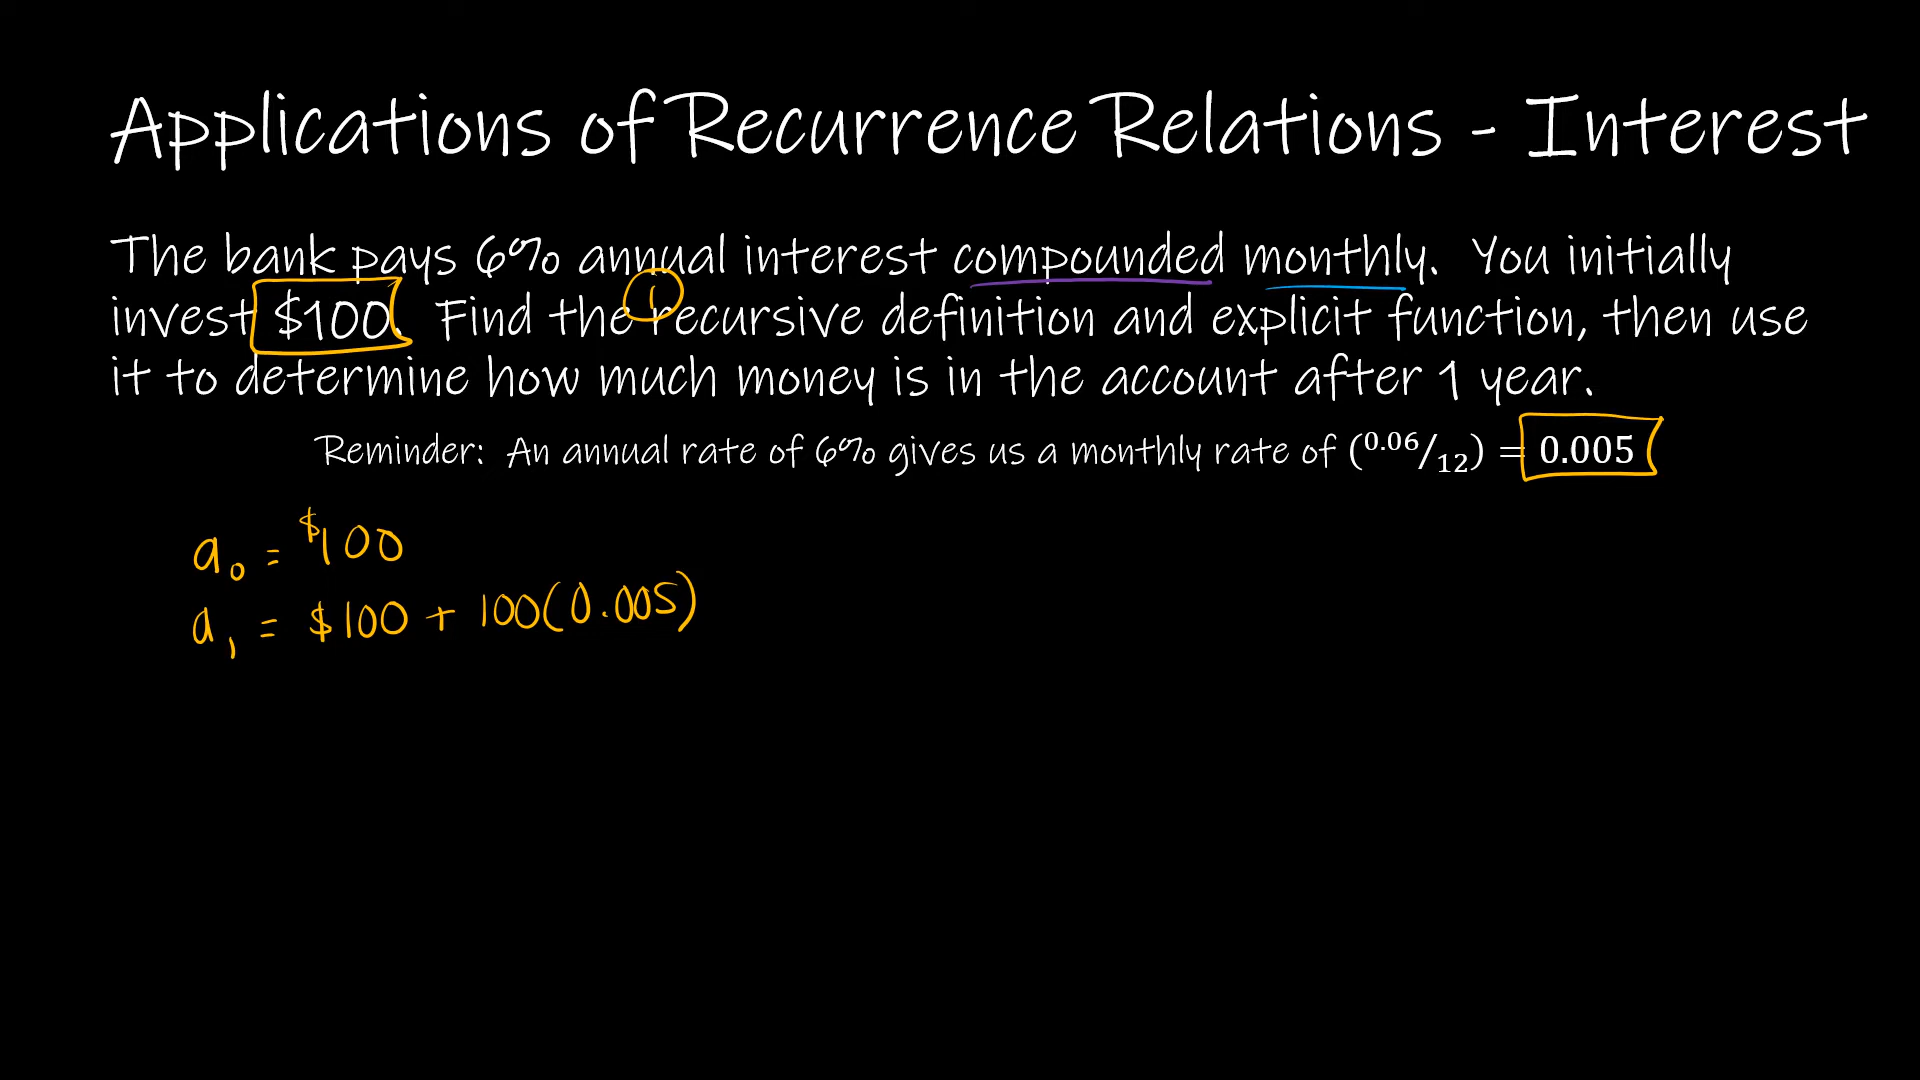 Applications of Recurrence Relations - Interest
The bank pays 6% annual interest compounded monthly. You initially
invest $100. Find the recursive definition and explicit function, then use
1
it to determine how much money is in the account after 1 year.
Reminder: An annual rate of 6% gives us a monthly rate of (0.06/12) = 0.005
a₀ = $100
a₁ = $100 + 100(0.005)